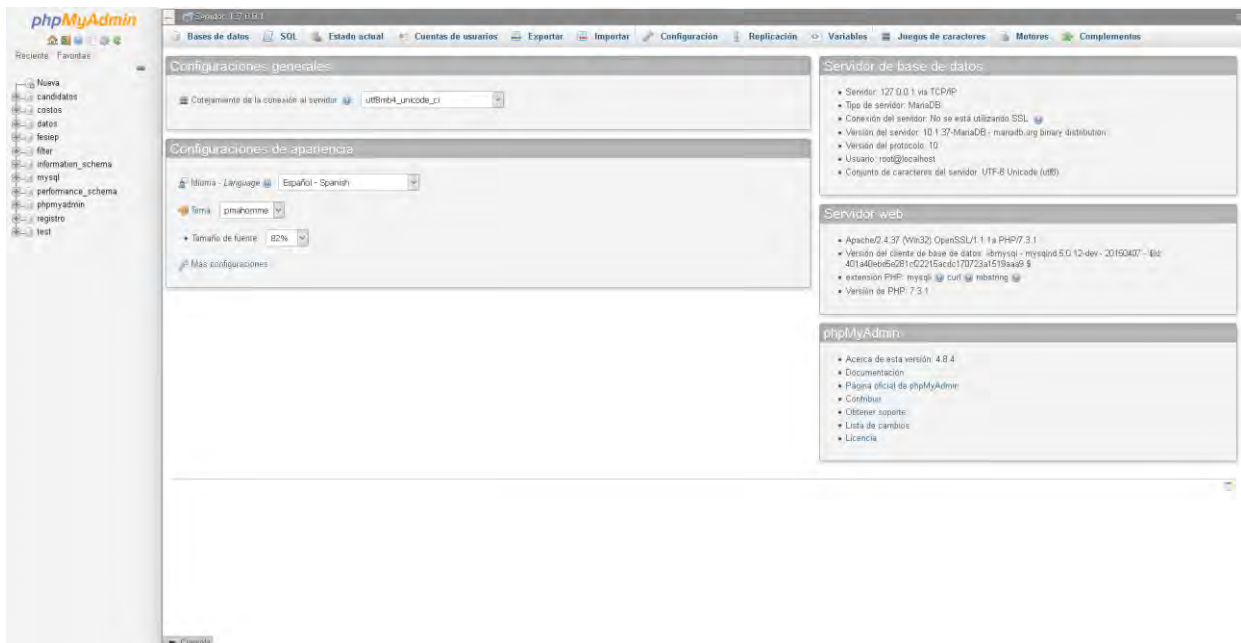 phpMyAdmin
Reciente Favoritas
Nueva
candidatos
costos
datos
fesiep
filter
information_schema
mysql
performance_schema
phpmyadmin
registro
test
Servidor: 127.0.0.1
Bases de datos SQL Estado actual Cuentas de usuarios Exportar Importar Configuración Replicación Variables Juegos de caracteres Motores Complementos
Configuraciones generales
Cotejamiento de la conexión al servidor utf8mb4_unicode_ci
Configuraciones de apariencia
Idioma - Language Español - Spanish
Tema pmahomme
Tamaño de fuente 82%
Más configuraciones
Servidor de base de datos
Servidor: 127.0.0.1 via TCP/IP
Tipo de servidor: MariaDB
Conexión del servidor: No se está utilizando SSL
Versión del servidor: 10.1.37-MariaDB - mariadb.org binary distribution
Versión del protocolo: 10
Usuario: root@localhost
Conjunto de caracteres del servidor: UTF-8 Unicode (utf8)
Servidor web
Apache/2.4.37 (Win32) OpenSSL/1.1.1a PHP/7.3.1
Versión del cliente de base de datos: libmysql - mysqlnd 5.0.12-dev - 20150407 - $Id:
extensión PHP: mysqli curl mbstring
Versión de PHP: 7.3.1
phpMyAdmin
Acerca de esta versión: 4.8.4
Documentación
Página oficial de phpMyAdmin
Contribuir
Obtener soporte
Lista de cambios
Licencia
Consola